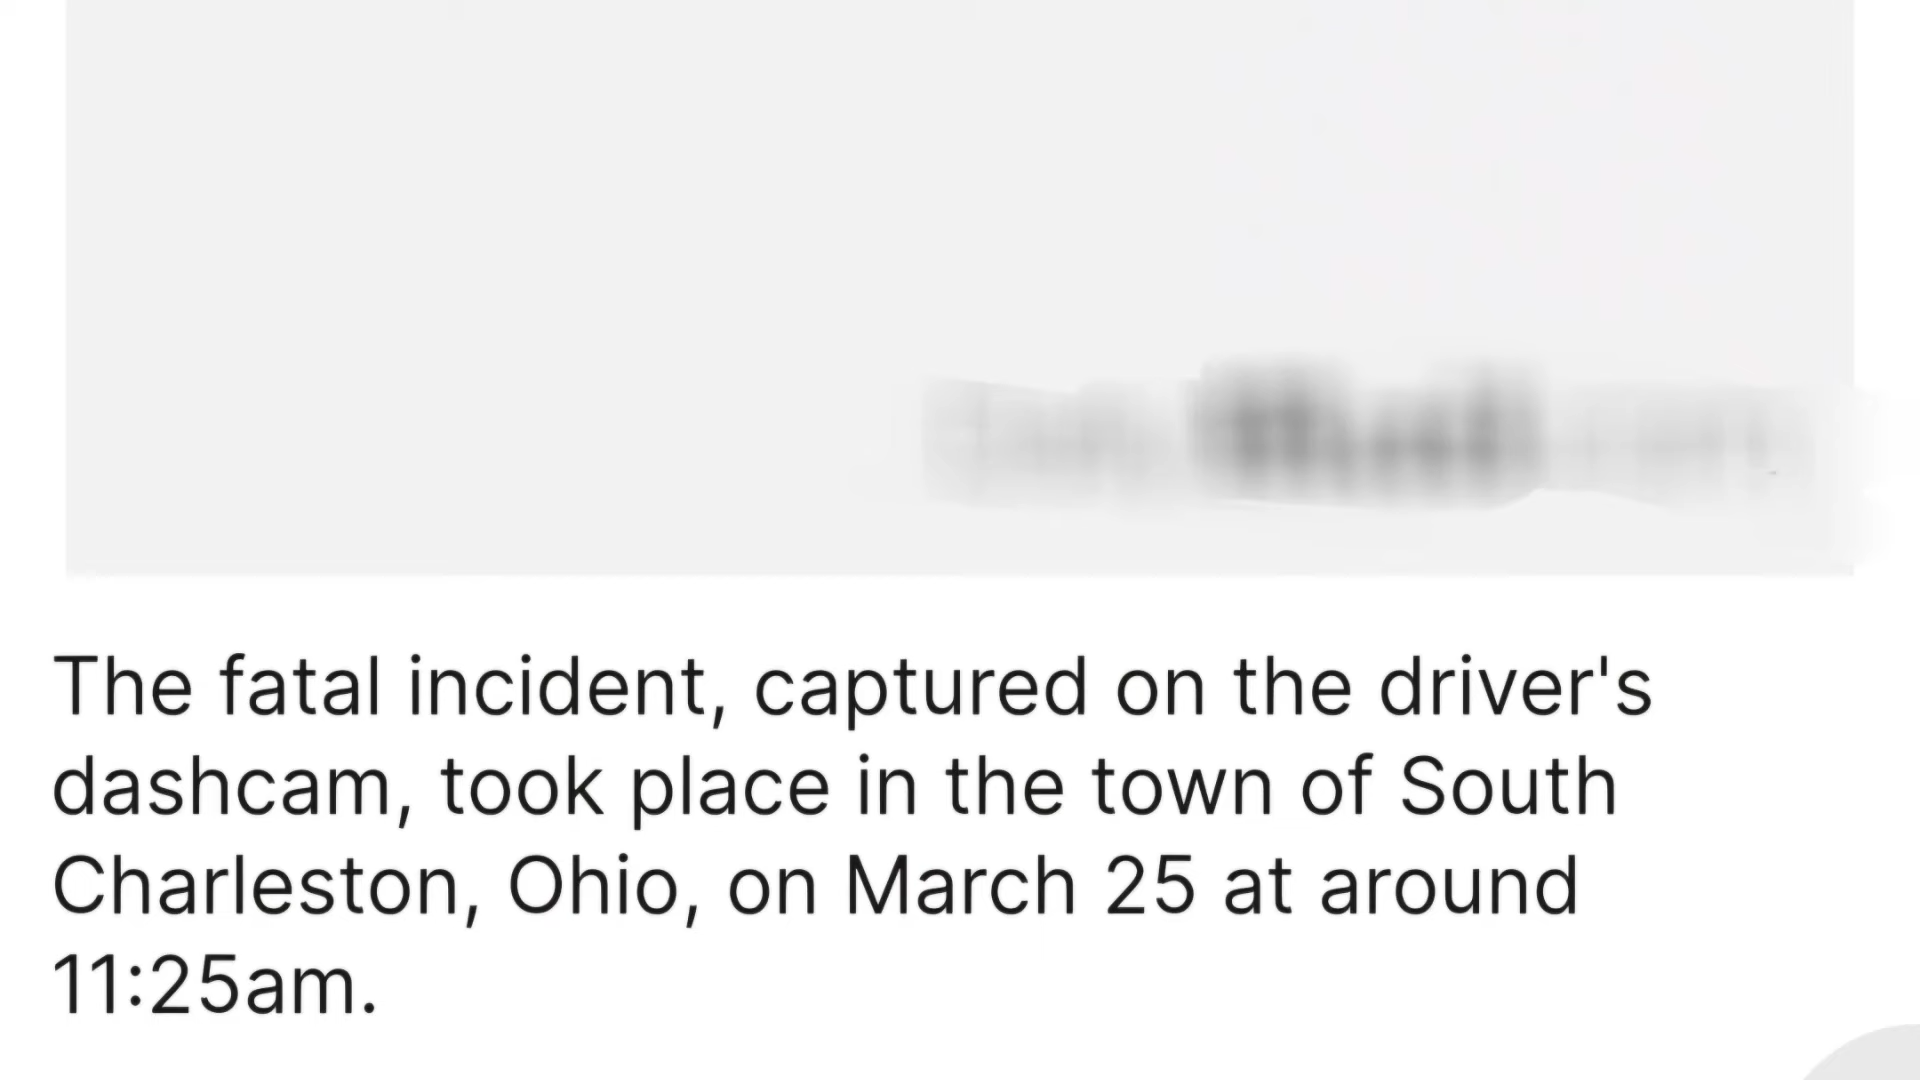 The fatal incident, captured on the driver's
dashcam, took place in the town of South
Charleston, Ohio, on March 25 at around
11:25am.